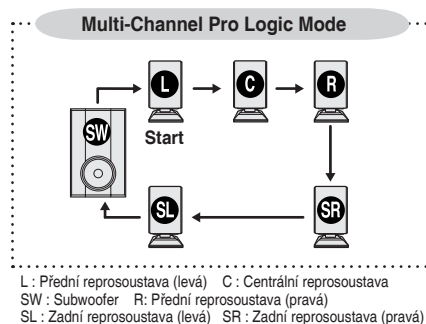 Multi-Channel Pro Logic Mode
L
C
R
SW
Start
SL
SR
L : Přední reprosoustava (levá) C : Centrální reprosoustava
SW : Subwoofer R: Přední reprosoustava (pravá)
SL : Zadní reprosoustava (levá) SR : Zadní reprosoustava (pravá)